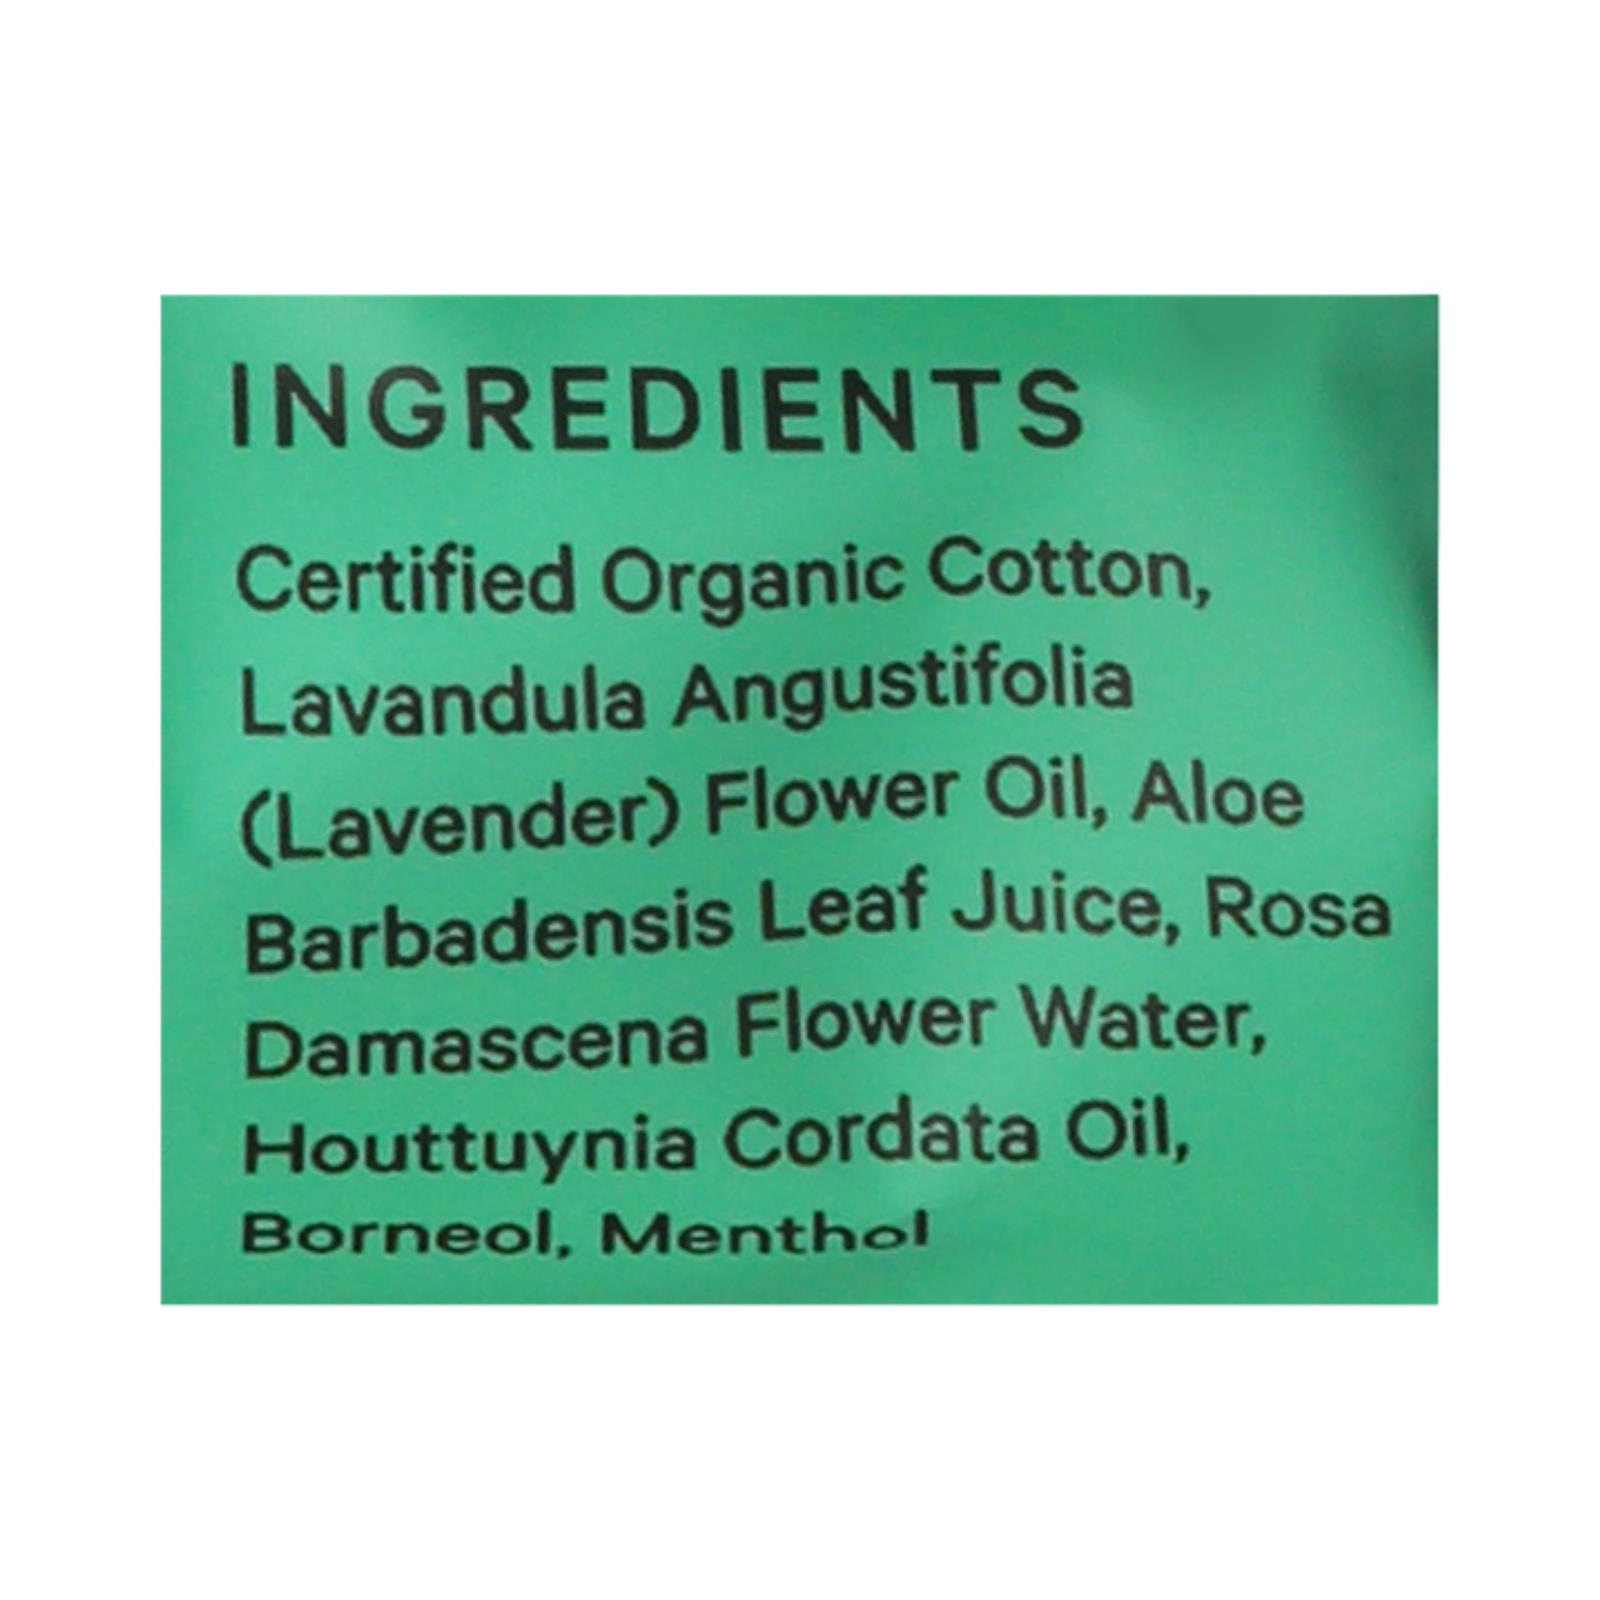 INGREDIENTS
Certified Organic Cotton,
Lavandula Angustifolia
(Lavender) Flower Oil, Aloe
Barbadensis Leaf Juice, Rosa
Damascena Flower Water,
Houttuynia Cordata Oil,
Borneol, Menthol